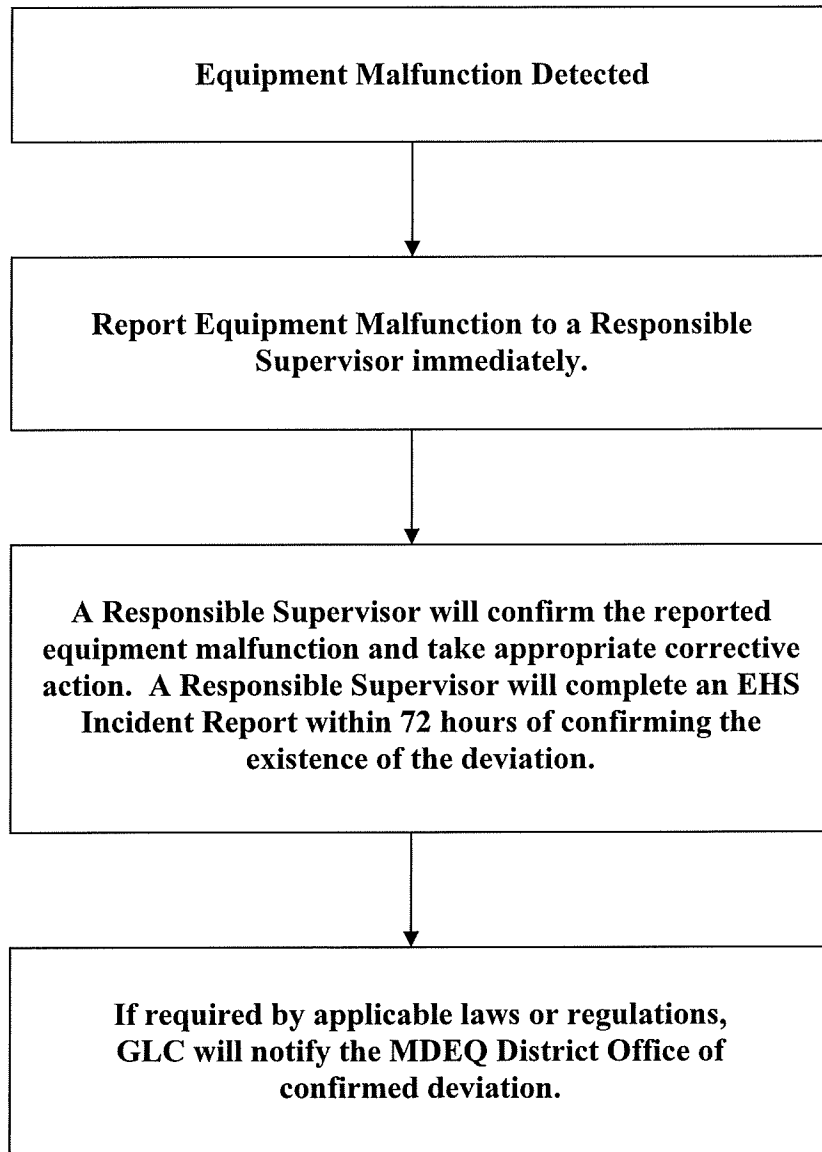 Equipment Malfunction Detected
Report Equipment Malfunction to a Responsible
Supervisor immediately.
A Responsible Supervisor will confirm the reported
equipment malfunction and take appropriate corrective
action.  A Responsible Supervisor will complete an EHS
Incident Report within 72 hours of confirming the
existence of the deviation.
If required by applicable laws or regulations,
GLC will notify the MDEQ District Office of
confirmed deviation.